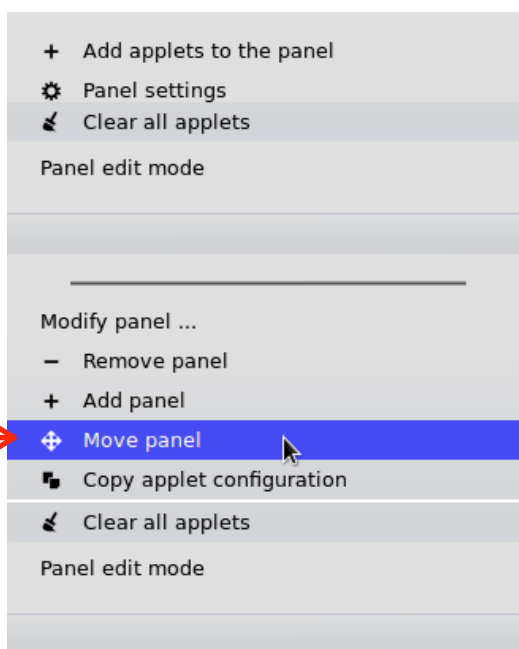 Add applets to the panel
Panel settings
Clear all applets
Panel edit mode
Modify panel ...
Remove panel
Add panel
Move panel
Copy applet configuration
Clear all applets
Panel edit mode